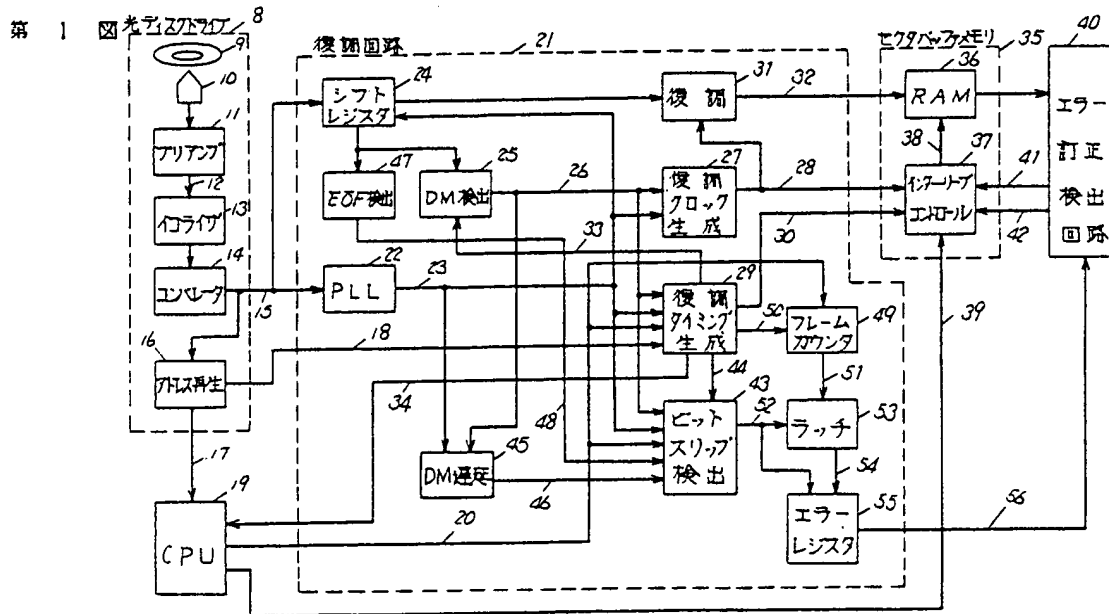 第 1 図
光ディスクドライブ 8
9
10
11
プリアンプ
12
イコライザ 13
14
コンパレータ
15
16
アドレス再生
17
18
19
CPU
20
復調回路 21
24
シフト
レジスタ
47
EOF検出
25
DM検出
26
22
PLL
23
31
復調
32
27
復調
クロック
生成
28
30
33
29
復調
タイミング
生成
34
44
50
49
フレーム
カウンタ
51
43
ビット
スリップ
検出
48
45
DM遅延
46
52
53
ラッチ
54
55
エラー
レジスタ
56
セクタバッファメモリ 35
36
RAM
38
37
インターリーブ
コントロール
39
40
エラー
訂正
検出
回路
41
42